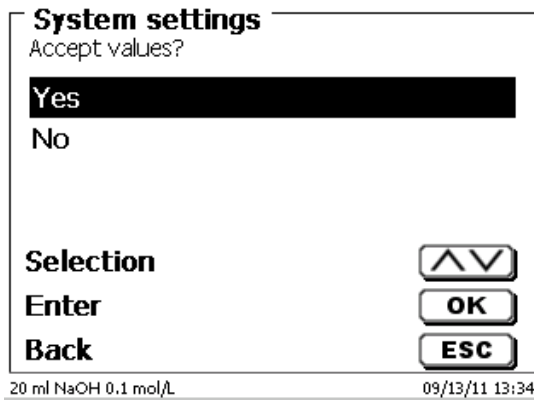 System settings
Accept values?
Yes
No
Selection
Enter OK
Back ESC
20 ml NaOH 0.1 mol/L 09/13/11 13:34